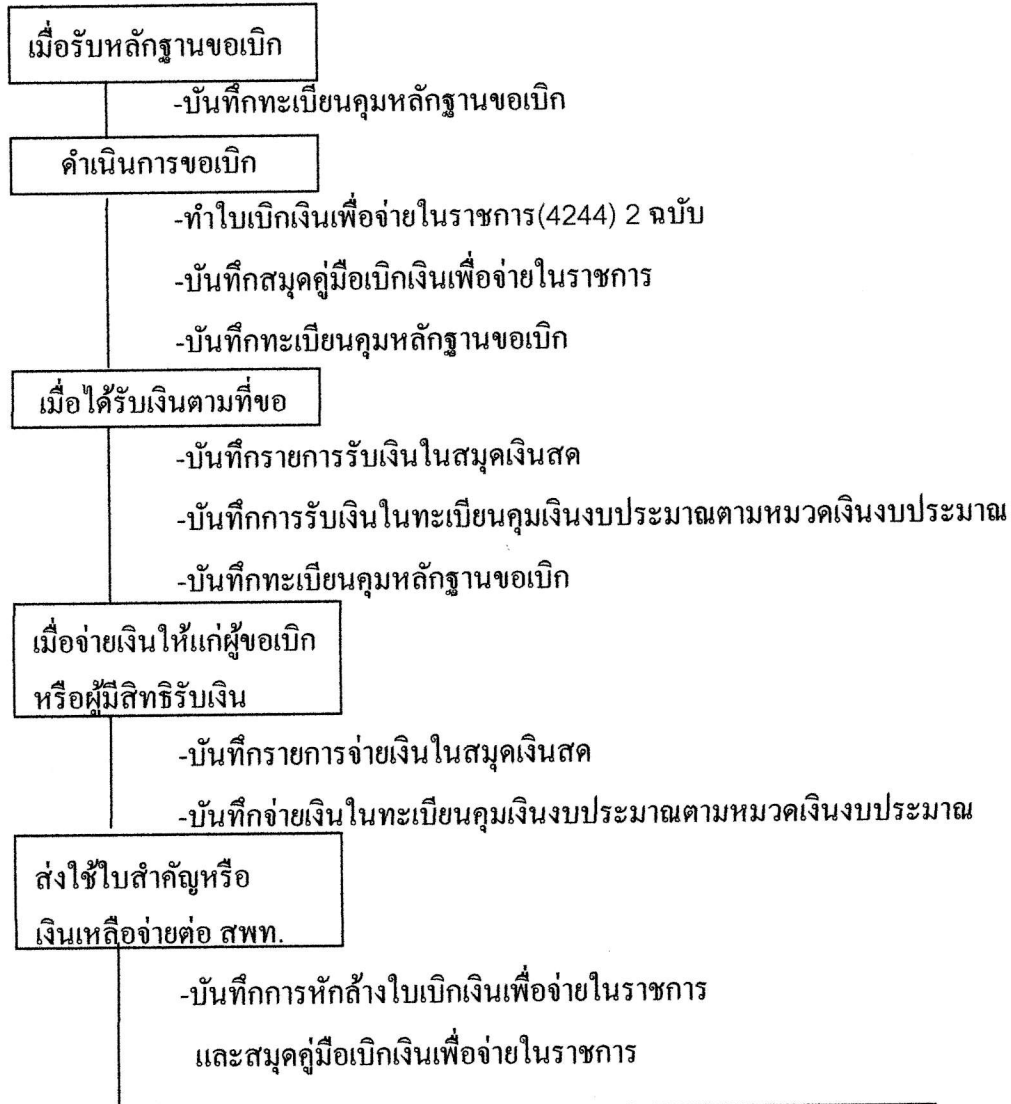 เมื่อรับหลักฐานขอเบิก
-บันทึกทะเบียนคุมหลักฐานขอเบิก
ดำเนินการขอเบิก
-ทำใบเบิกเงินเพื่อจ่ายในราชการ(4244) 2 ฉบับ
-บันทึกสมุดคู่มือเบิกเงินเพื่อจ่ายในราชการ
-บันทึกทะเบียนคุมหลักฐานขอเบิก
เมื่อได้รับเงินตามที่ขอ
-บันทึกรายการรับเงินในสมุดเงินสด
-บันทึกการรับเงินในทะเบียนคุมเงินงบประมาณตามหมวดเงินงบประมาณ
-บันทึกทะเบียนคุมหลักฐานขอเบิก
เมื่อจ่ายเงินให้แก่ผู้ขอเบิก
หรือผู้มีสิทธิรับเงิน
-บันทึกรายการจ่ายเงินในสมุดเงินสด
-บันทึกจ่ายเงินในทะเบียนคุมเงินงบประมาณตามหมวดเงินงบประมาณ
ส่งใช้ใบสำคัญหรือ
เงินเหลือจ่ายต่อ สพท.
-บันทึกการหักล้างใบเบิกเงินเพื่อจ่ายในราชการ
และสมุดคู่มือเบิกเงินเพื่อจ่ายในราชการ